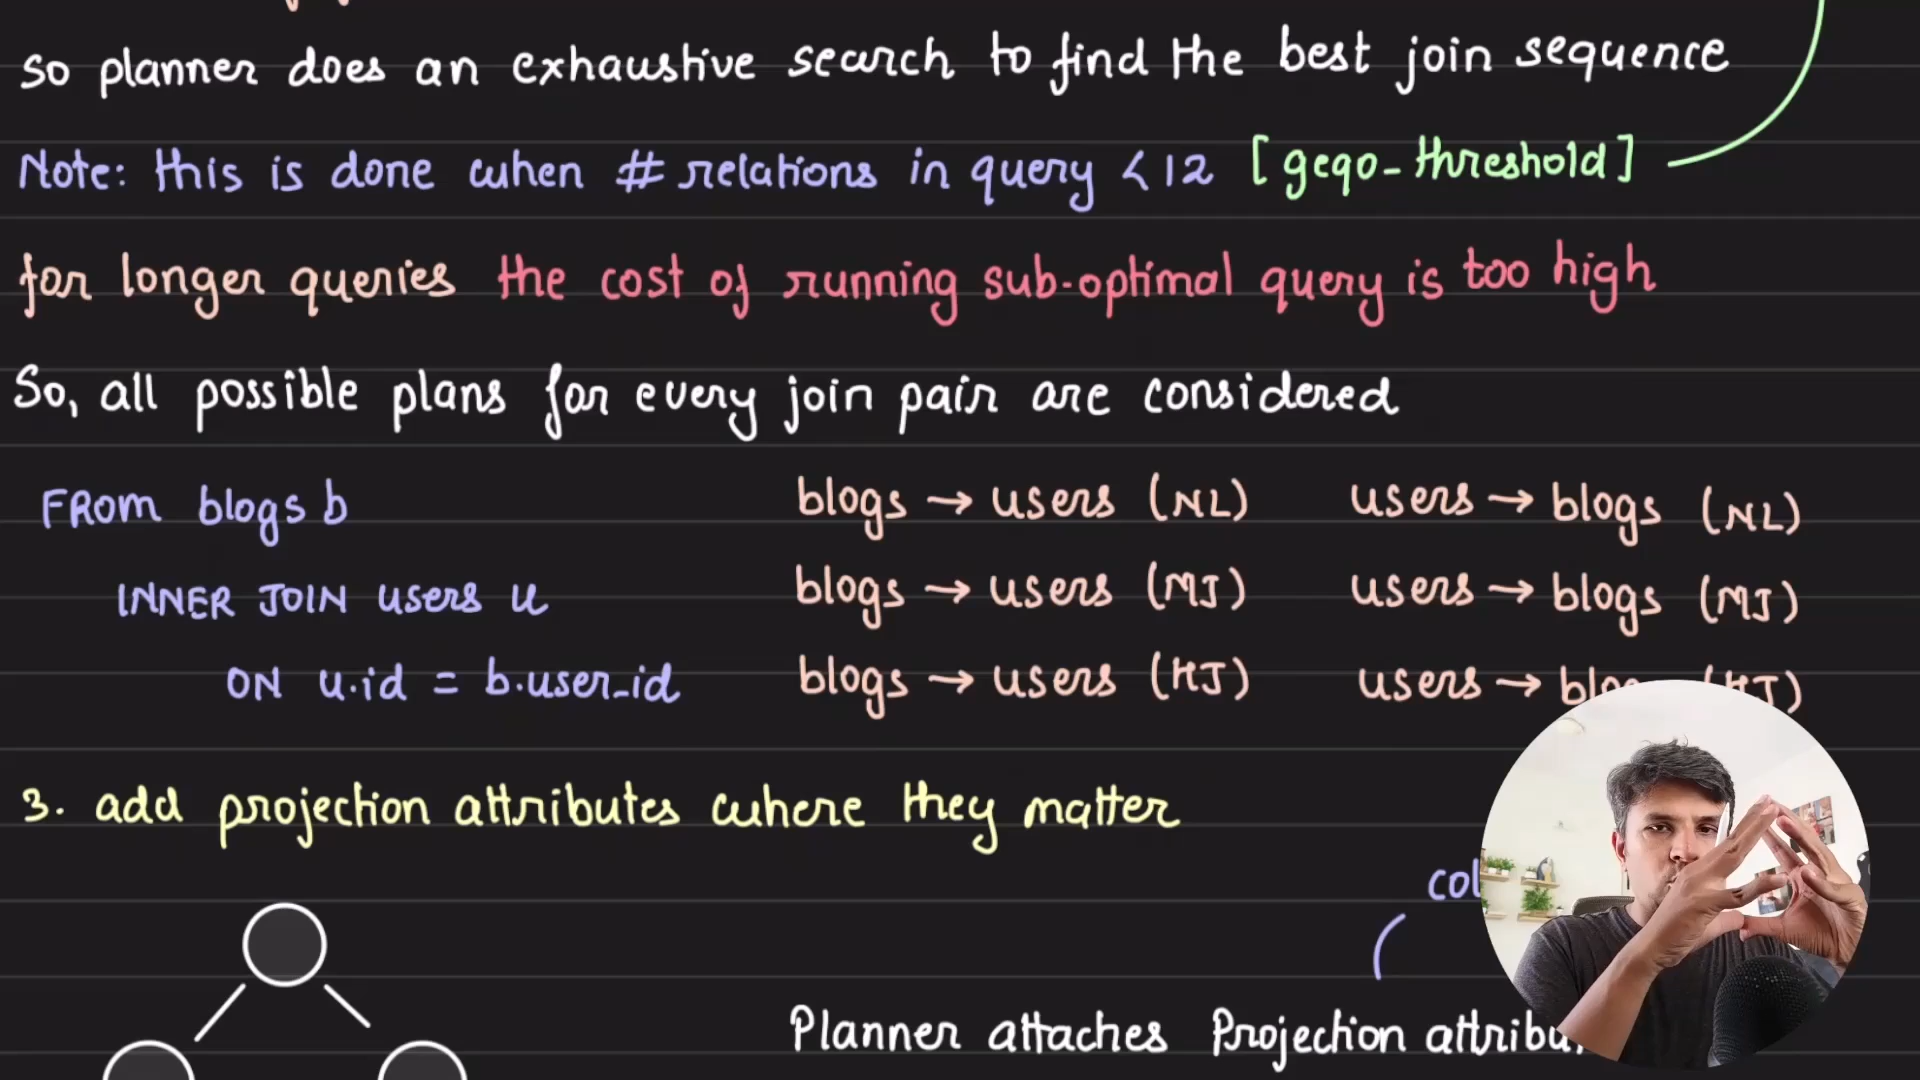 So planner does an exhaustive search to find the best join sequence
Note: this is done when # relations in query < 12 [geqo_threshold]
for longer queries the cost of running sub-optimal query is too high
So, all possible plans for every join pair are considered
FROM blogs b
INNER JOIN users u
ON u.id = b.user_id
blogs → users (NL)
blogs → users (MJ)
blogs → users (HJ)
users → blogs (NL)
users → blogs (MJ)
users →
3. add projection attributes where they matter
Planner attaches Projection